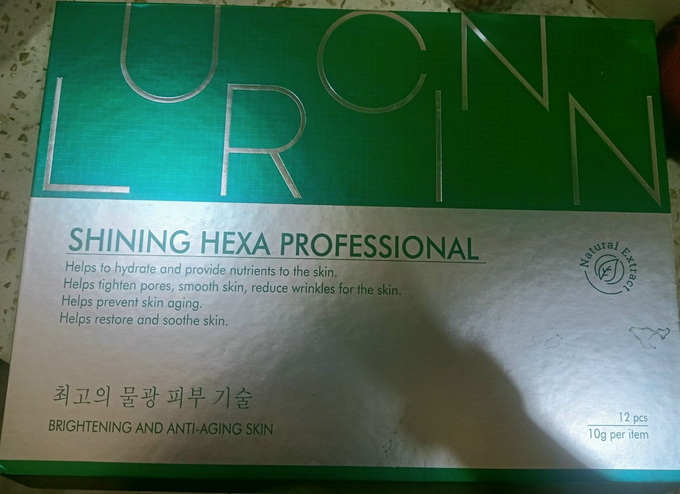 LURCINN
SHINING HEXA PROFESSIONAL
Helps to hydrate and provide nutrients to the skin.
Helps tighten pores, smooth skin, reduce wrinkles for the skin.
Helps prevent skin aging.
Helps restore and soothe skin.
Natural Extract
최고의 물광 피부 기술
BRIGHTENING AND ANTI-AGING SKIN
12 pcs
10g per item